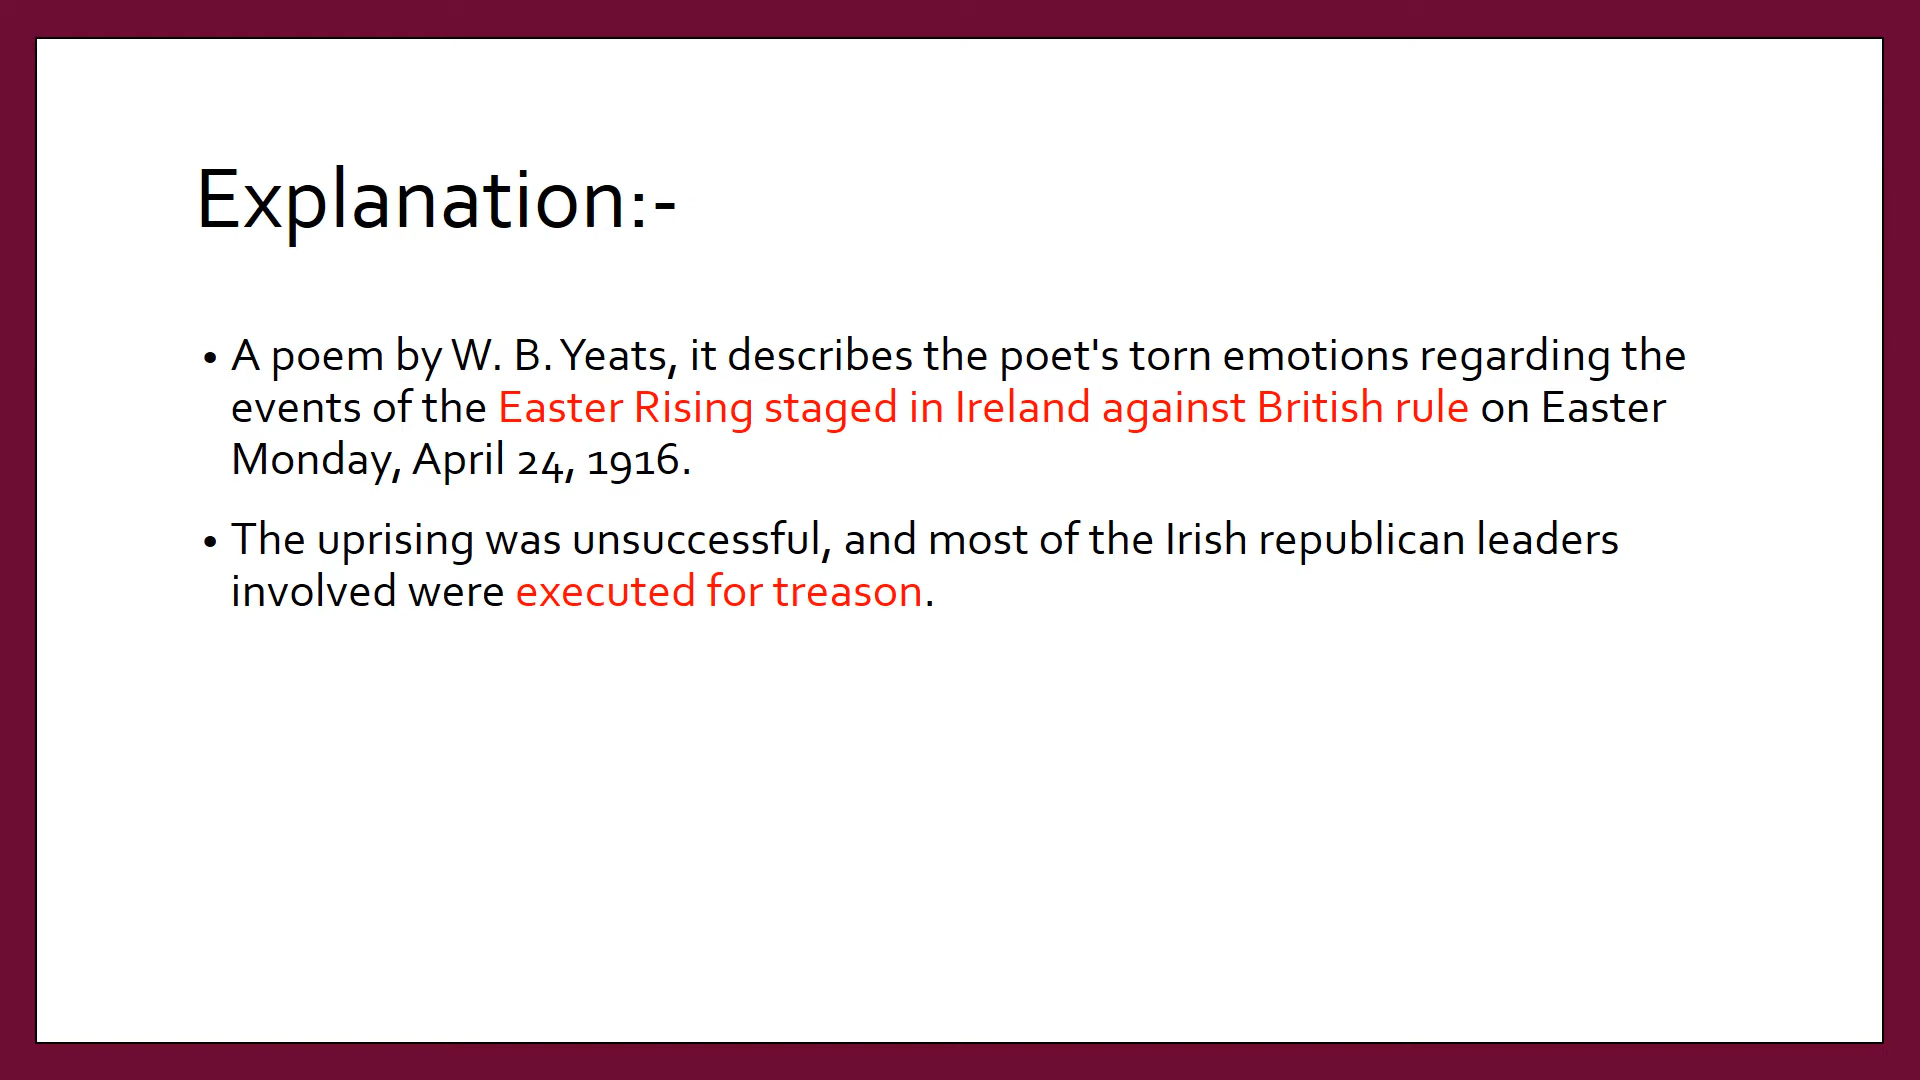 Explanation:-
• A poem by W. B. Yeats, it describes the poet's torn emotions regarding the
events of the Easter Rising staged in Ireland against British rule on Easter
Monday, April 24, 1916.
• The uprising was unsuccessful, and most of the Irish republican leaders
involved were executed for treason.